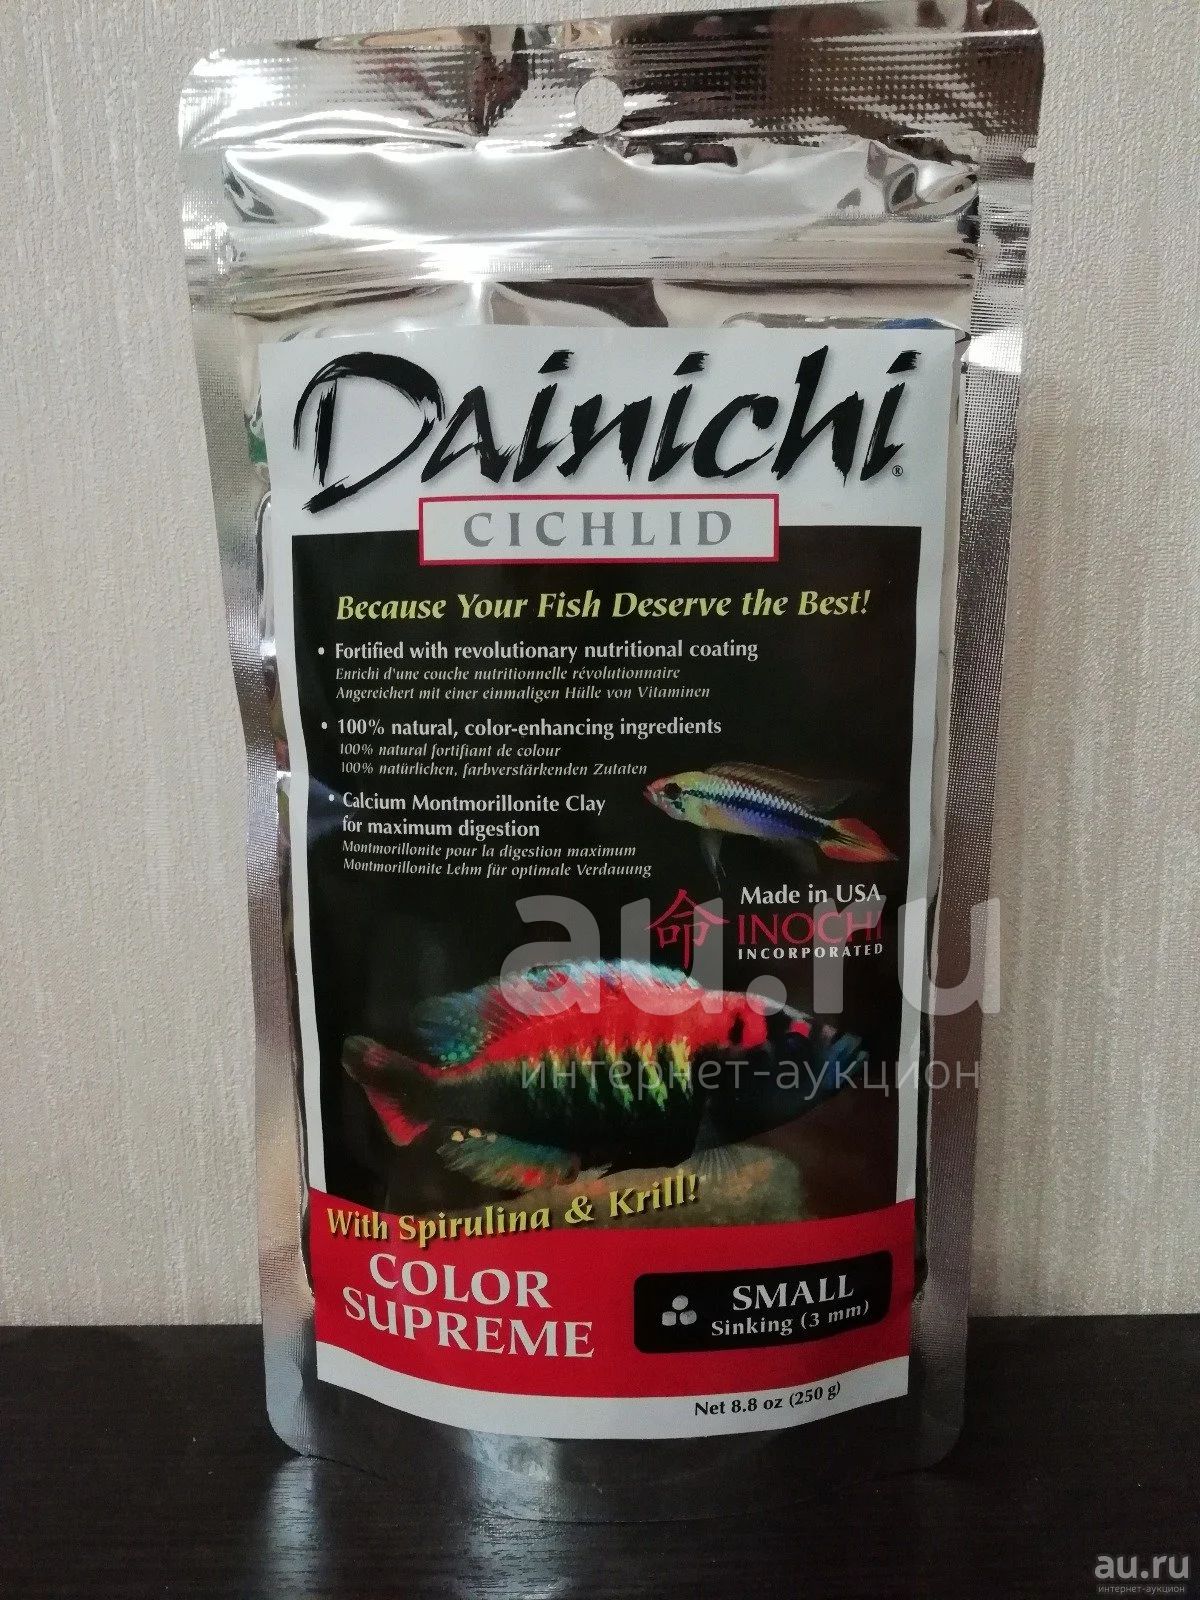 Dainichi®
CICHLID
Because Your Fish Deserve the Best!
• Fortified with revolutionary nutritional coating
Enrichi d'une couche nutritionnelle révolutionnaire
Angereichert mit einer einmaligen Hülle von Vitaminen
• 100% natural, color-enhancing ingredients
100% natural fortifiant de colour
100% natürlichen, farbverstärkenden Zutaten
• Calcium Montmorillonite Clay
for maximum digestion
Montmorillonite pour la digestion maximum
Montmorillonite Lehm für optimale Verdauung
Made in USA
命 INOCHI
INCORPORATED
au.ru
интернет-аукцион
With Spirulina & Krill!
COLOR
SUPREME
SMALL
Sinking (3 mm)
Net 8.8 oz (250 g)
au.ru
интернет-аукцион